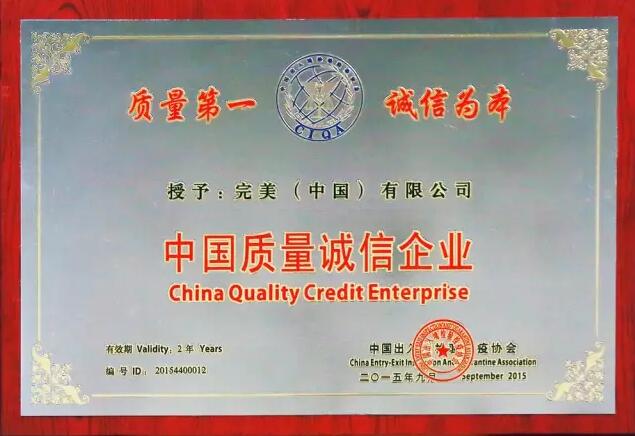 质量第一
CIQA
诚信为本
授予：完美（中国）有限公司
中国质量诚信企业
China Quality Credit Enterprise
有效期 Validity: 2 年 Years
中国出 疫协会
编 号 ID: 20154400012
China Entry-Exit Association
二〇一五年九月 September 2015